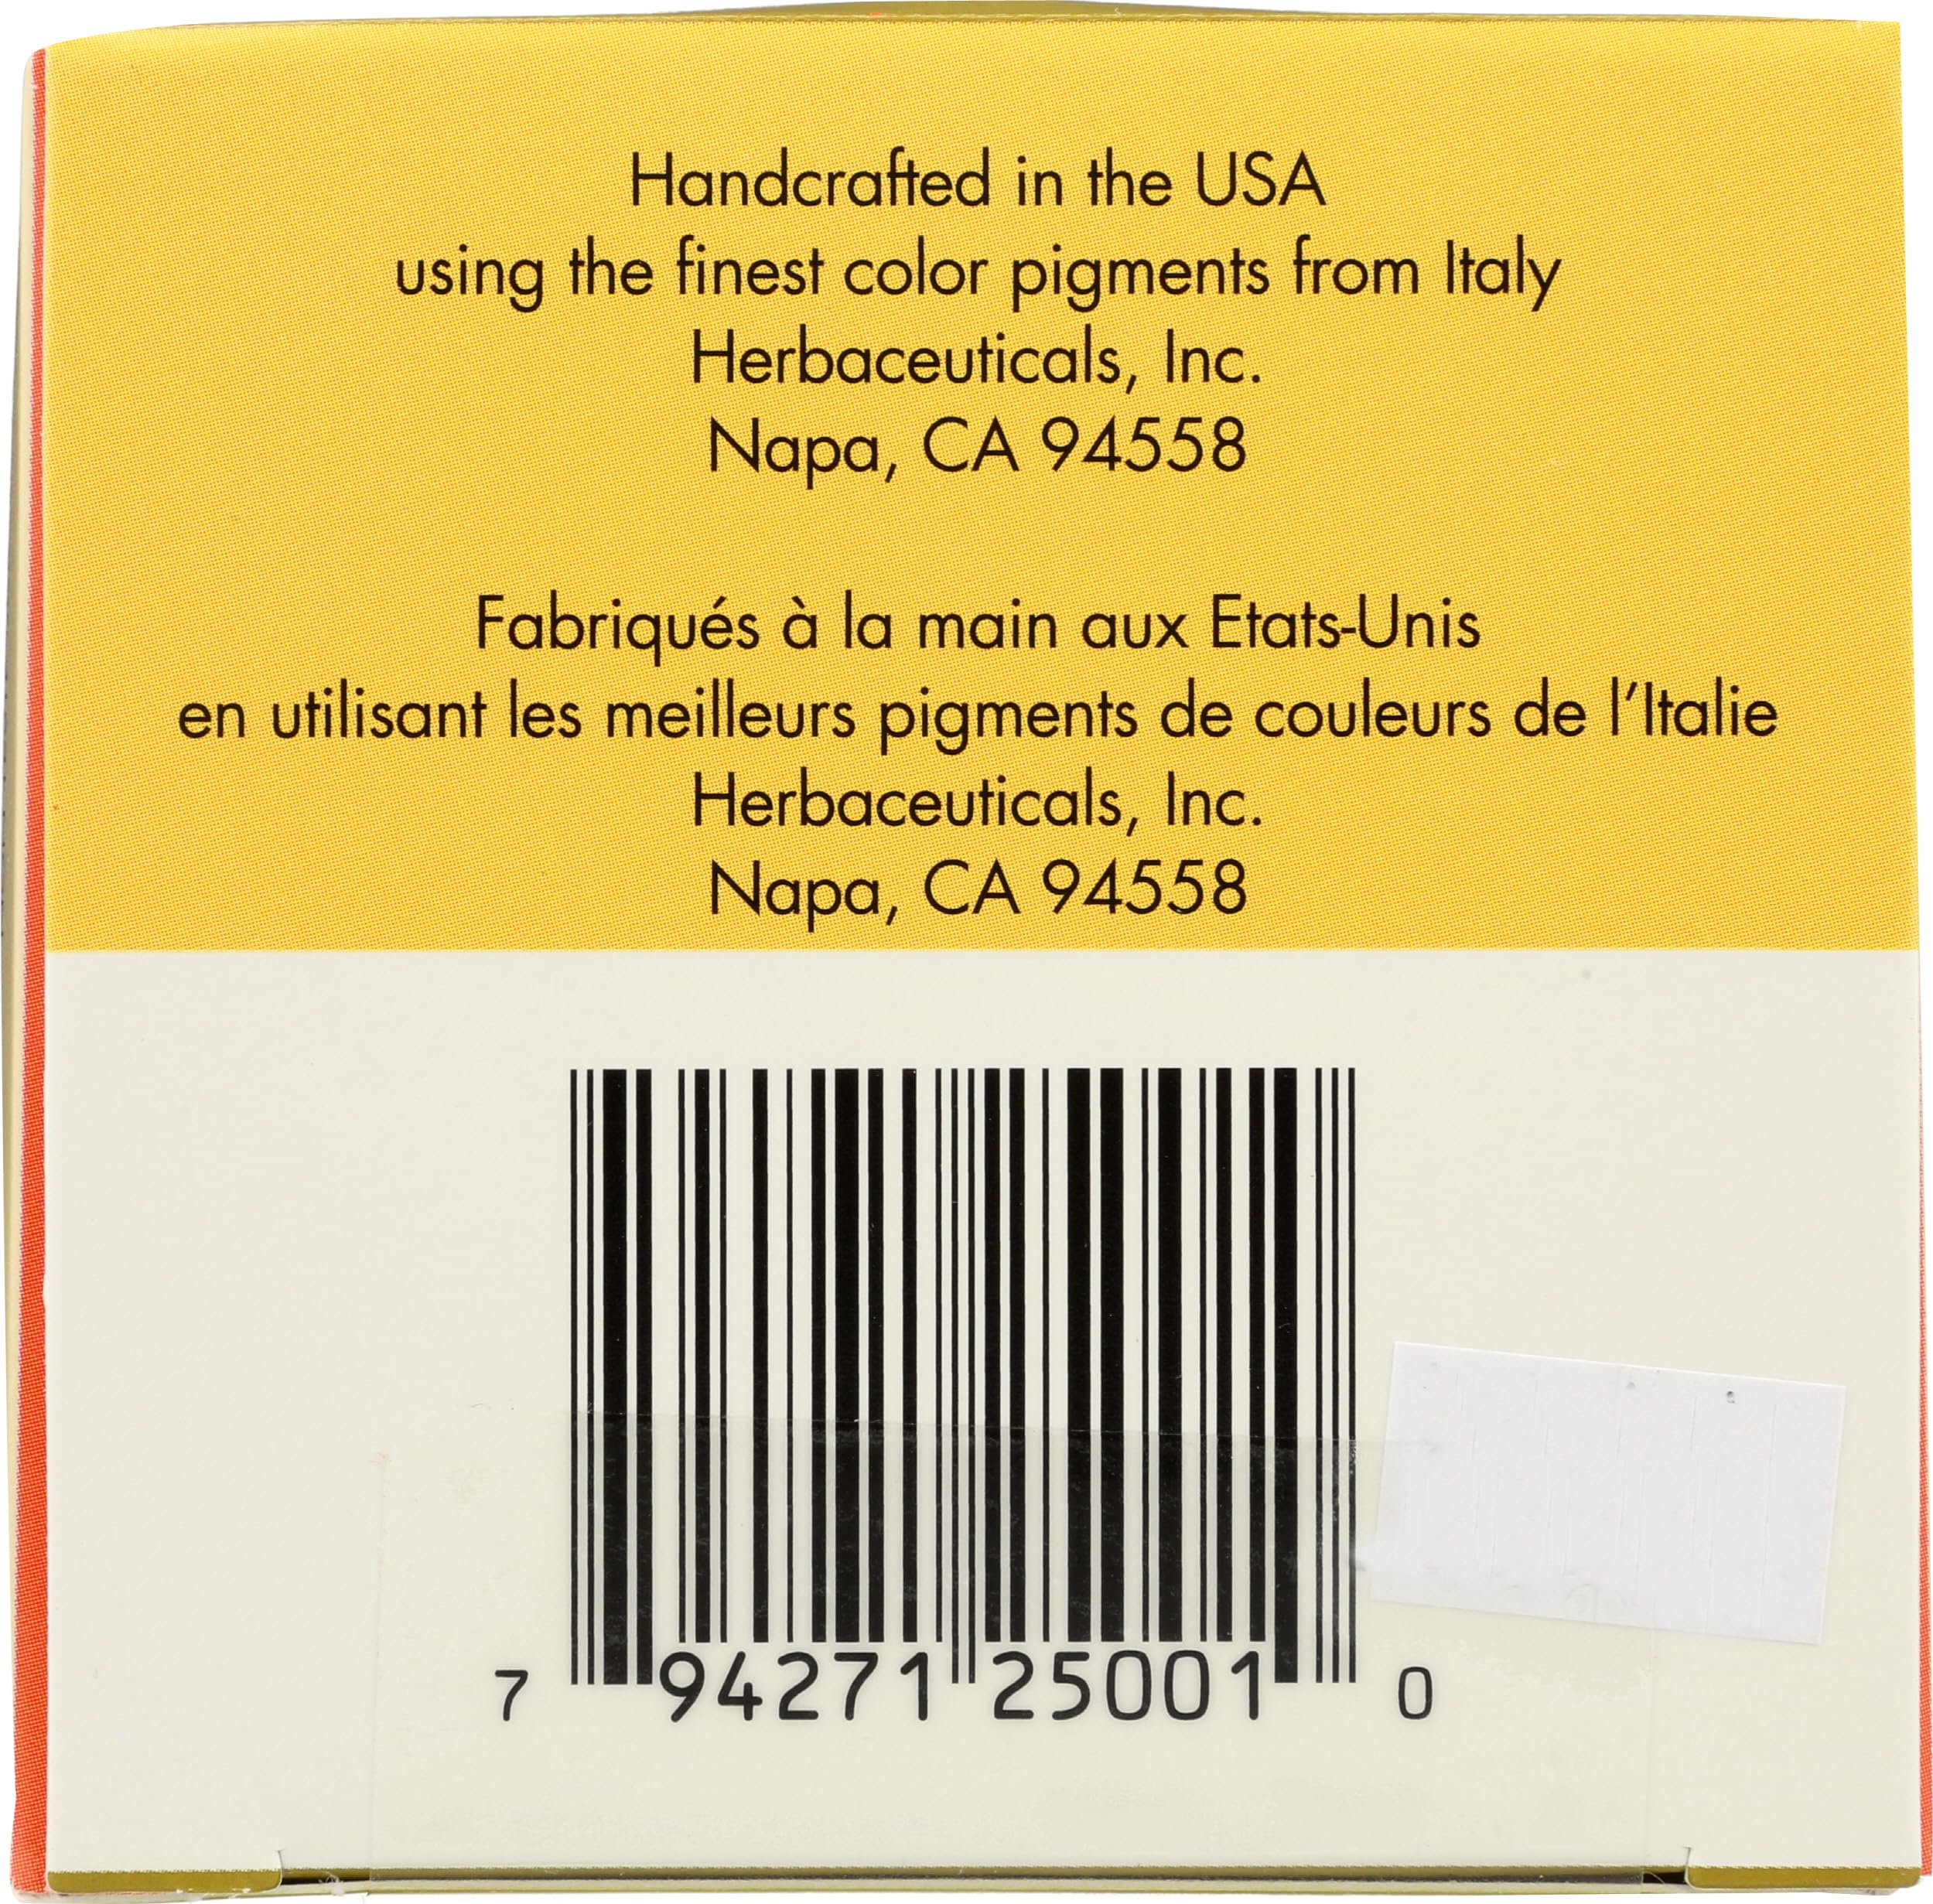 Handcrafted in the USA
using the finest color pigments from Italy
Herbaceuticals, Inc.
Napa, CA 94558
Fabriqués à la main aux Etats-Unis
en utilisant les meilleurs pigments de couleurs de l'Italie
Herbaceuticals, Inc.
Napa, CA 94558
7 94271 25001 0